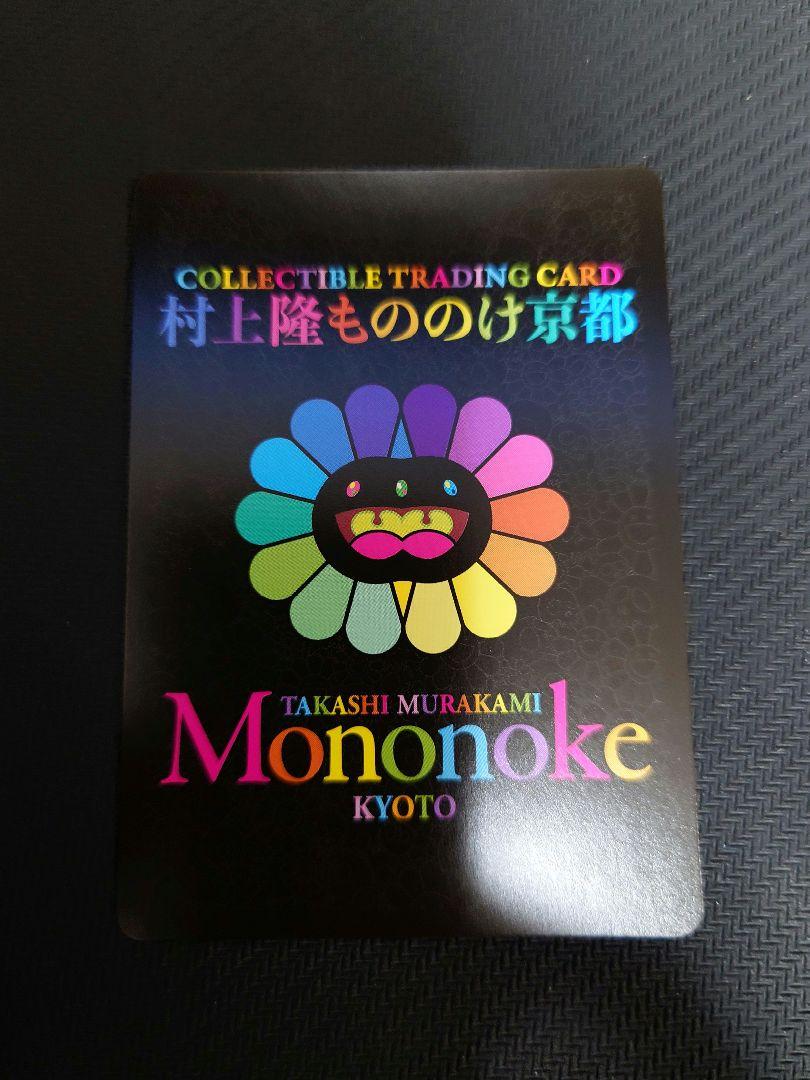 COLLECTIBLE TRADING CARD
村上隆もののけ京都
TAKASHI MURAKAMI
Mononoke
KYOTO